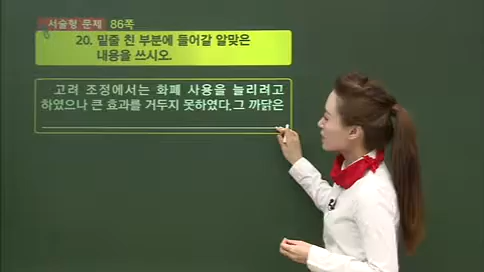 서술형 문제 86쪽
20. 밑줄 친 부분에 들어갈 알맞은
내용을 쓰시오.
고려 조정에서는 화폐 사용을 늘리려고
하였으나 큰 효과를 거두지 못하였다.그 까닭은